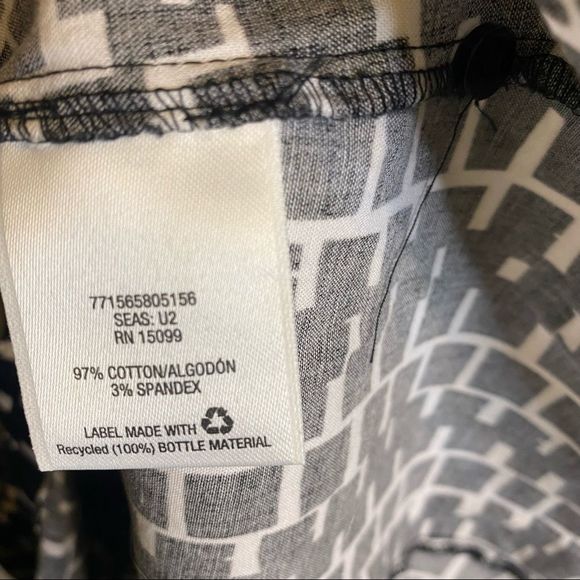 771565805156
SEAS: U2
RN 15099
97% COTTON/ALGODÓN
3% SPANDEX
LABEL MADE WITH
Recycled (100%) BOTTLE MATERIAL